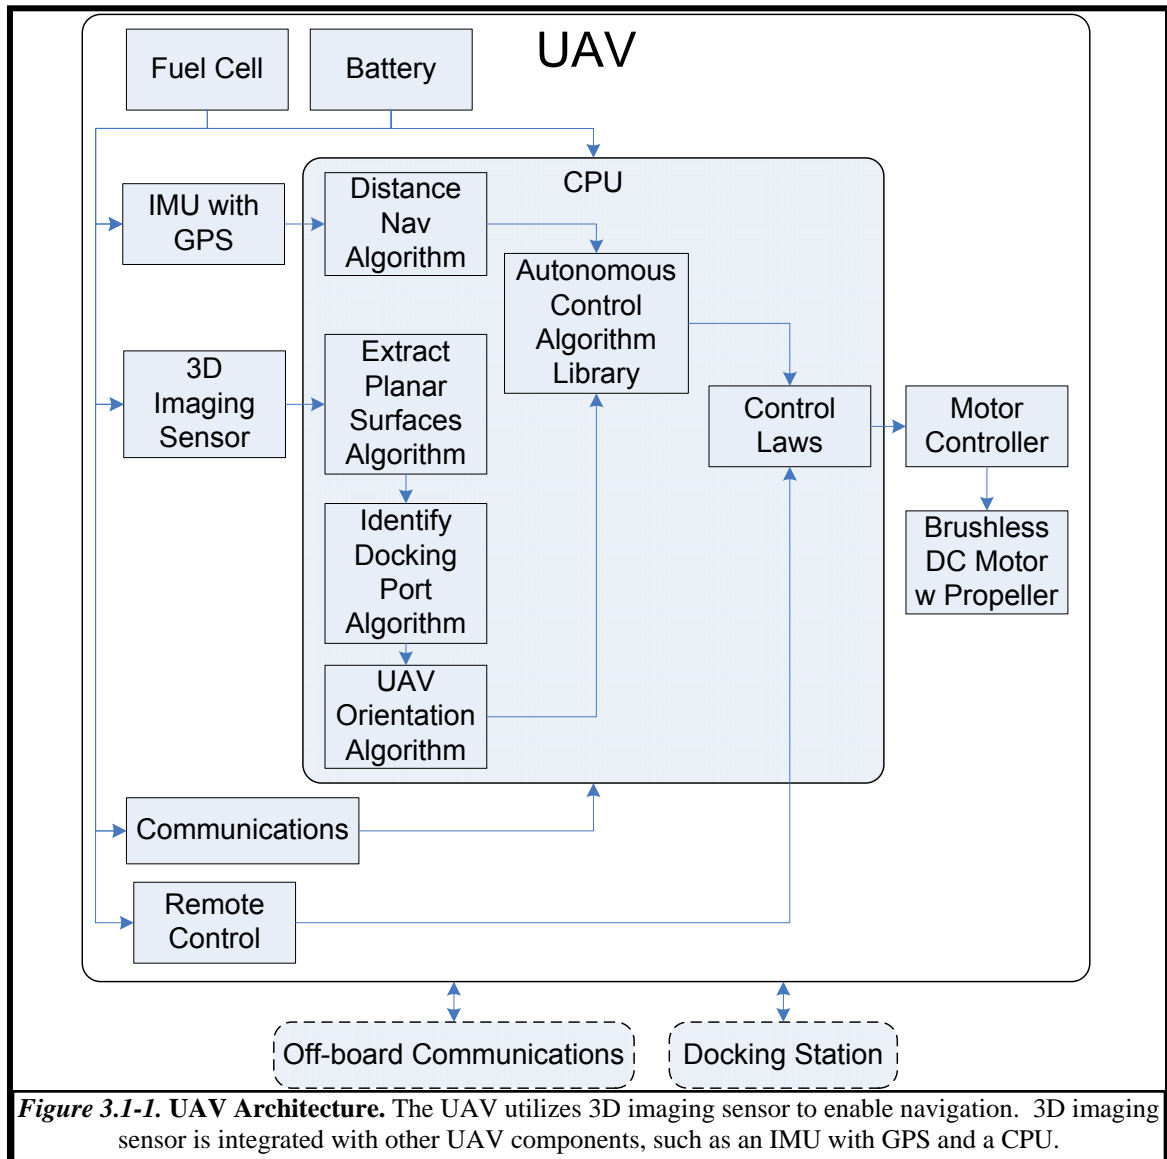 UAV
Fuel Cell
Battery
CPU
IMU with
GPS
Distance
Nav
Algorithm
Autonomous
Control
Algorithm
Library
3D
Imaging
Sensor
Extract
Planar
Surfaces
Algorithm
Control
Laws
Motor
Controller
Identify
Docking
Port
Algorithm
Brushless
DC Motor
w Propeller
UAV
Orientation
Algorithm
Communications
Remote
Control
Off-board Communications
Docking Station
Figure 3.1-1. UAV Architecture. The UAV utilizes 3D imaging sensor to enable navigation. 3D imaging
sensor is integrated with other UAV components, such as an IMU with GPS and a CPU.